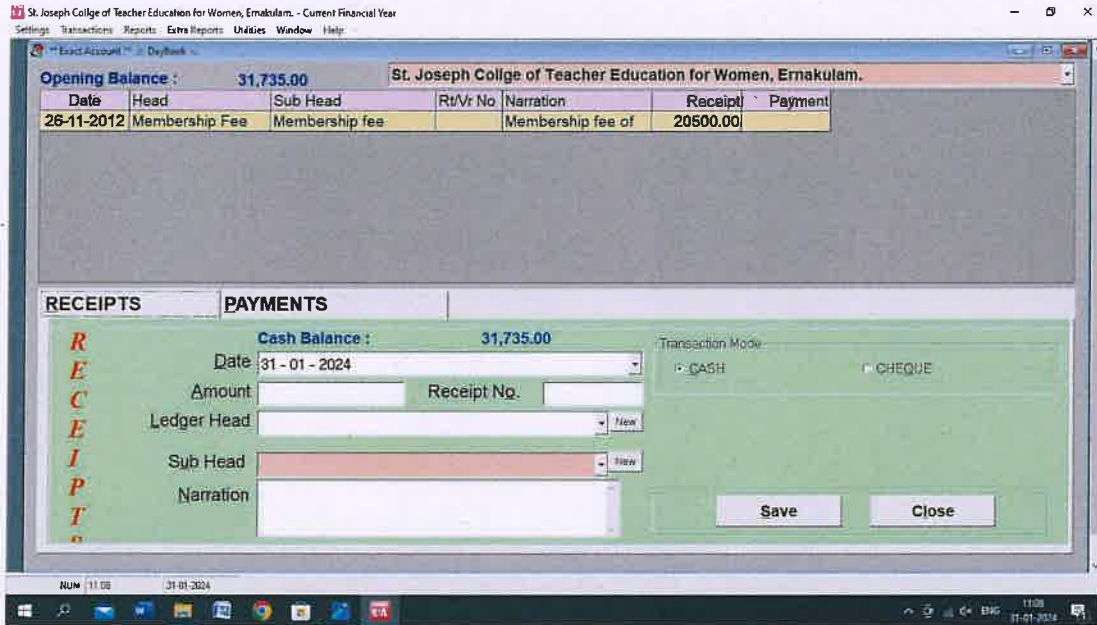 St. Joseph Collge of Teacher Education for Women, Ernakulam. - Current Financial Year
Settings Transactions Reports Extra Reports Utilities Window Help
** Exact Account ** :: DayBook ::
Opening Balance : 31,735.00 St. Joseph Collge of Teacher Education for Women, Ernakulam.
Date Head Sub Head Rt/Vr No Narration Receipt Payment
26-11-2012 Membership Fee Membership fee Membership fee of 20500.00
RECEIPTS PAYMENTS
RECEIPTS
Cash Balance : 31,735.00
Transaction Mode
Date 31 - 01 - 2024
CASH CHEQUE
Amount Receipt No.
Ledger Head New
Sub Head New
Narration
Save Close
NUM 11:08 31-01-2024
ENG 11:08
31-01-2024